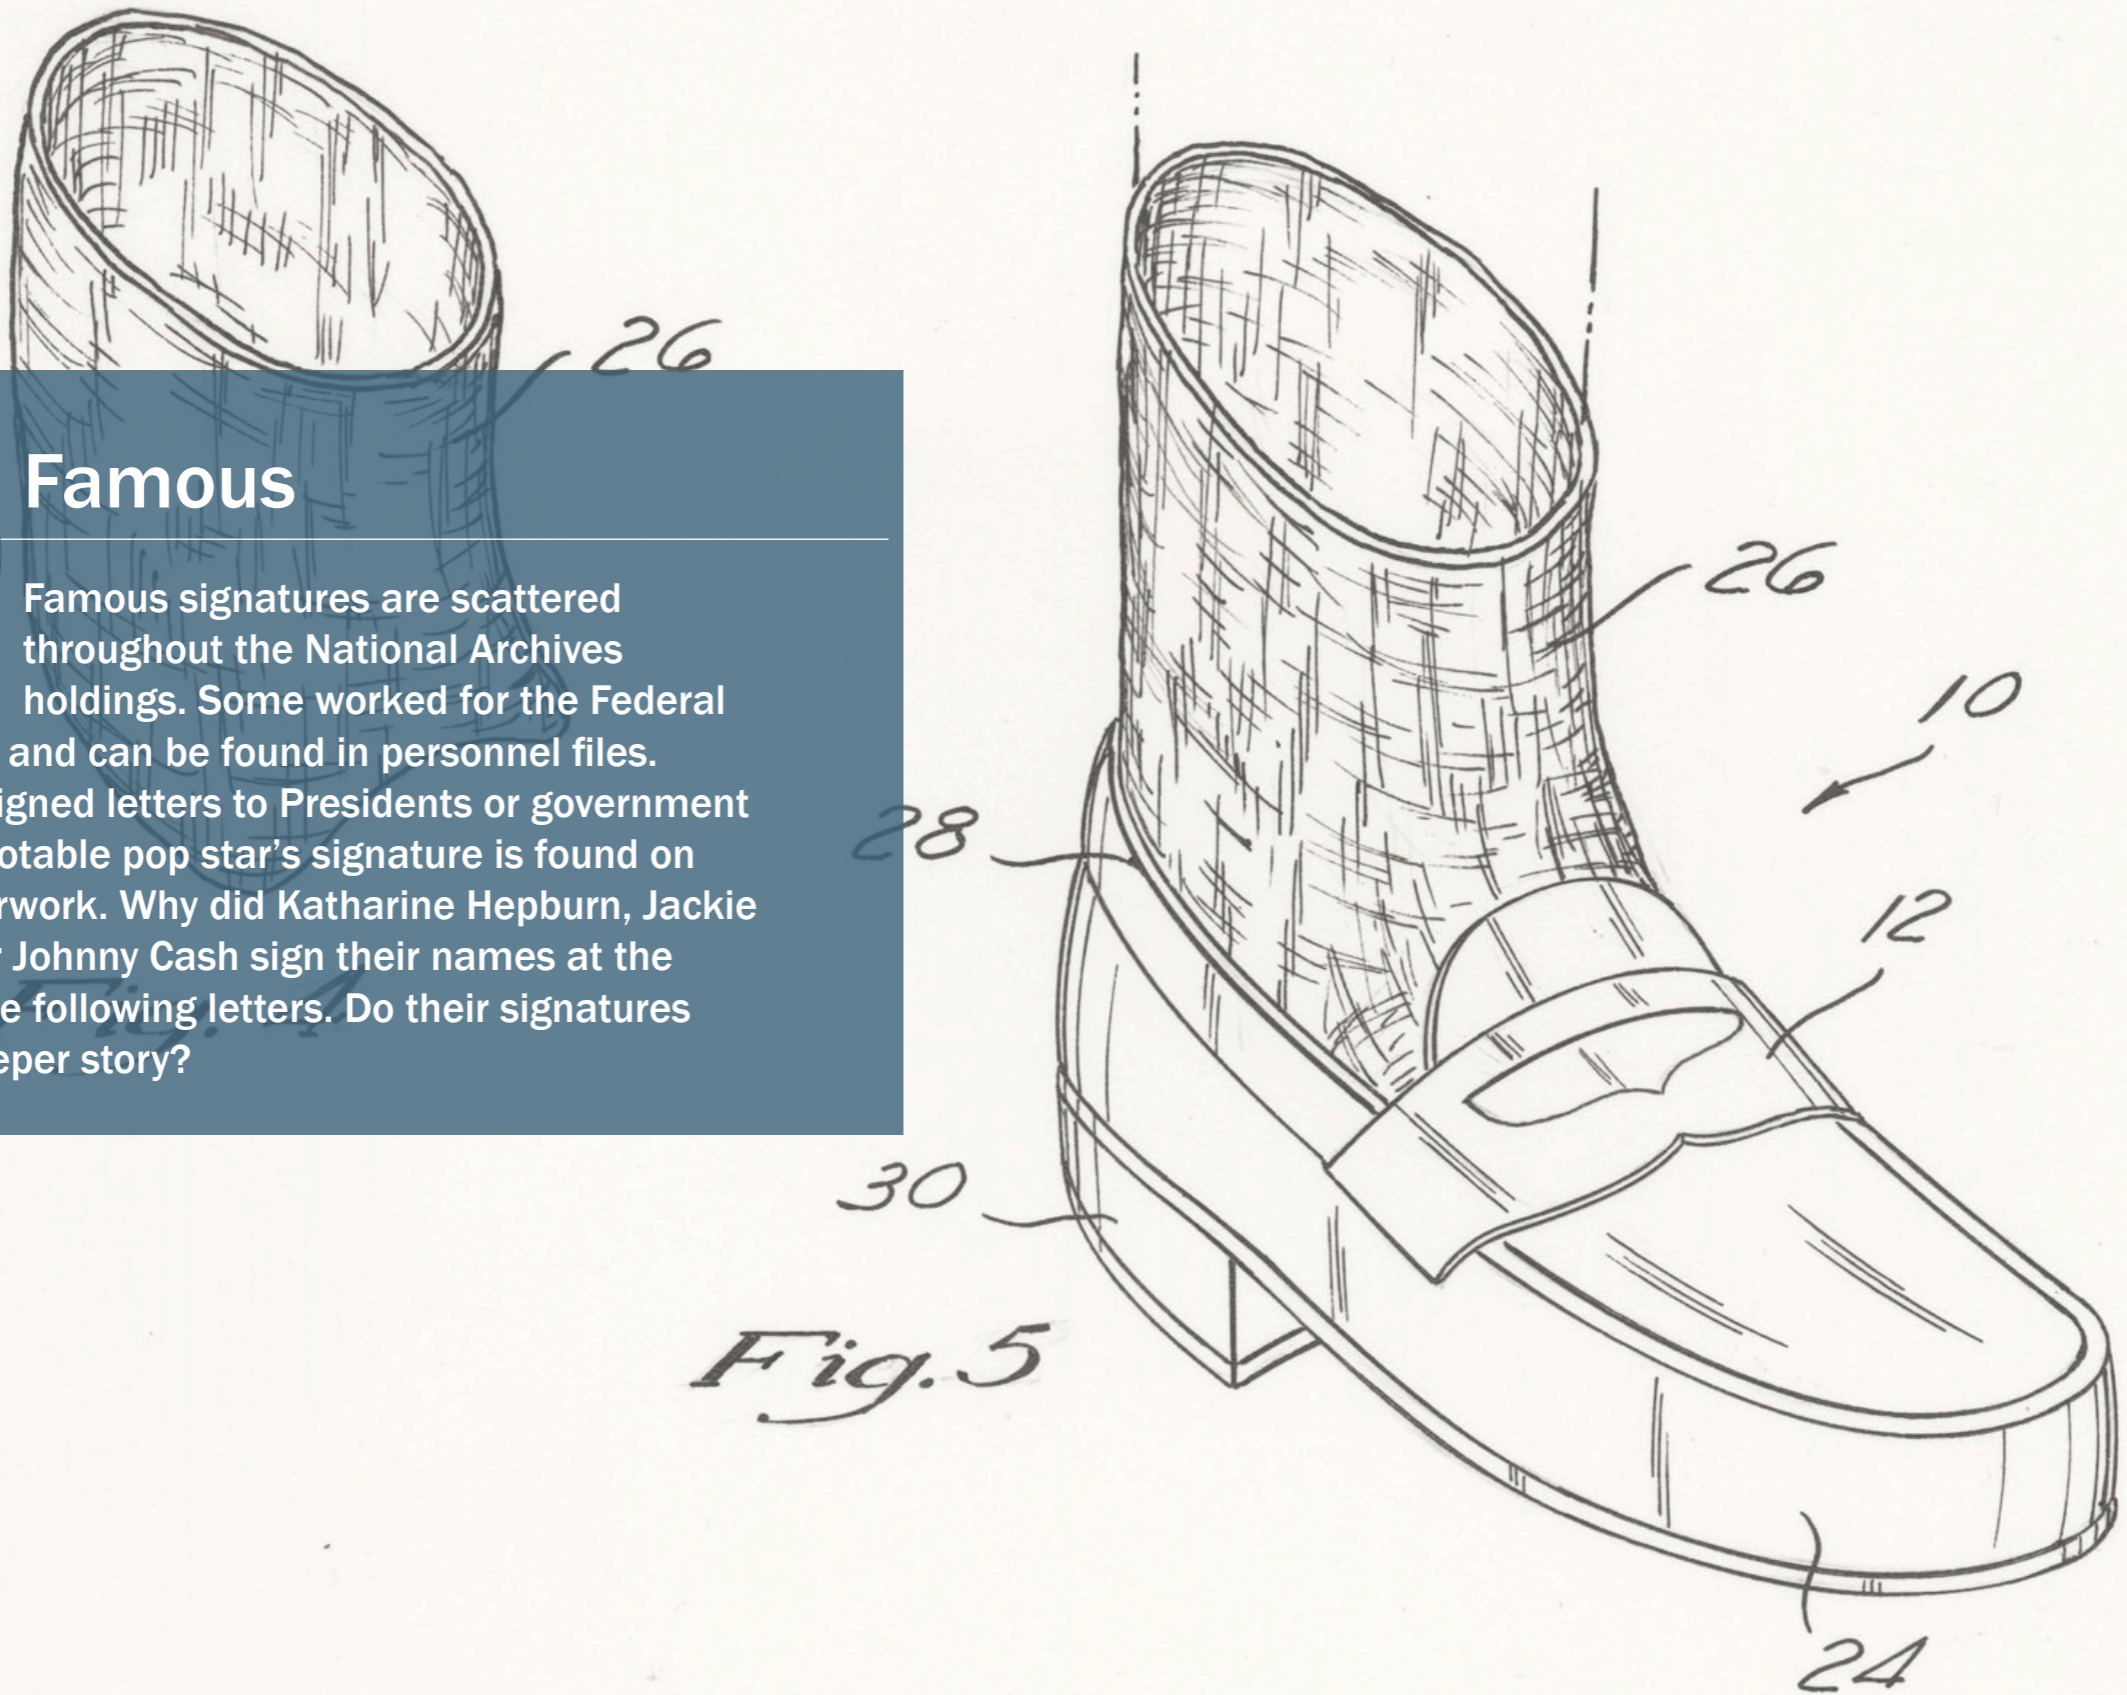 26
Famous
Famous signatures are scattered
throughout the National Archives
holdings. Some worked for the Federal
and can be found in personnel files.
igned letters to Presidents or government
otable pop star’s signature is found on
rwork. Why did Katharine Hepburn, Jackie
r Johnny Cash sign their names at the
e following letters. Do their signatures
eper story?
Fig. 4
26
10
28
12
30
Fig. 5
24